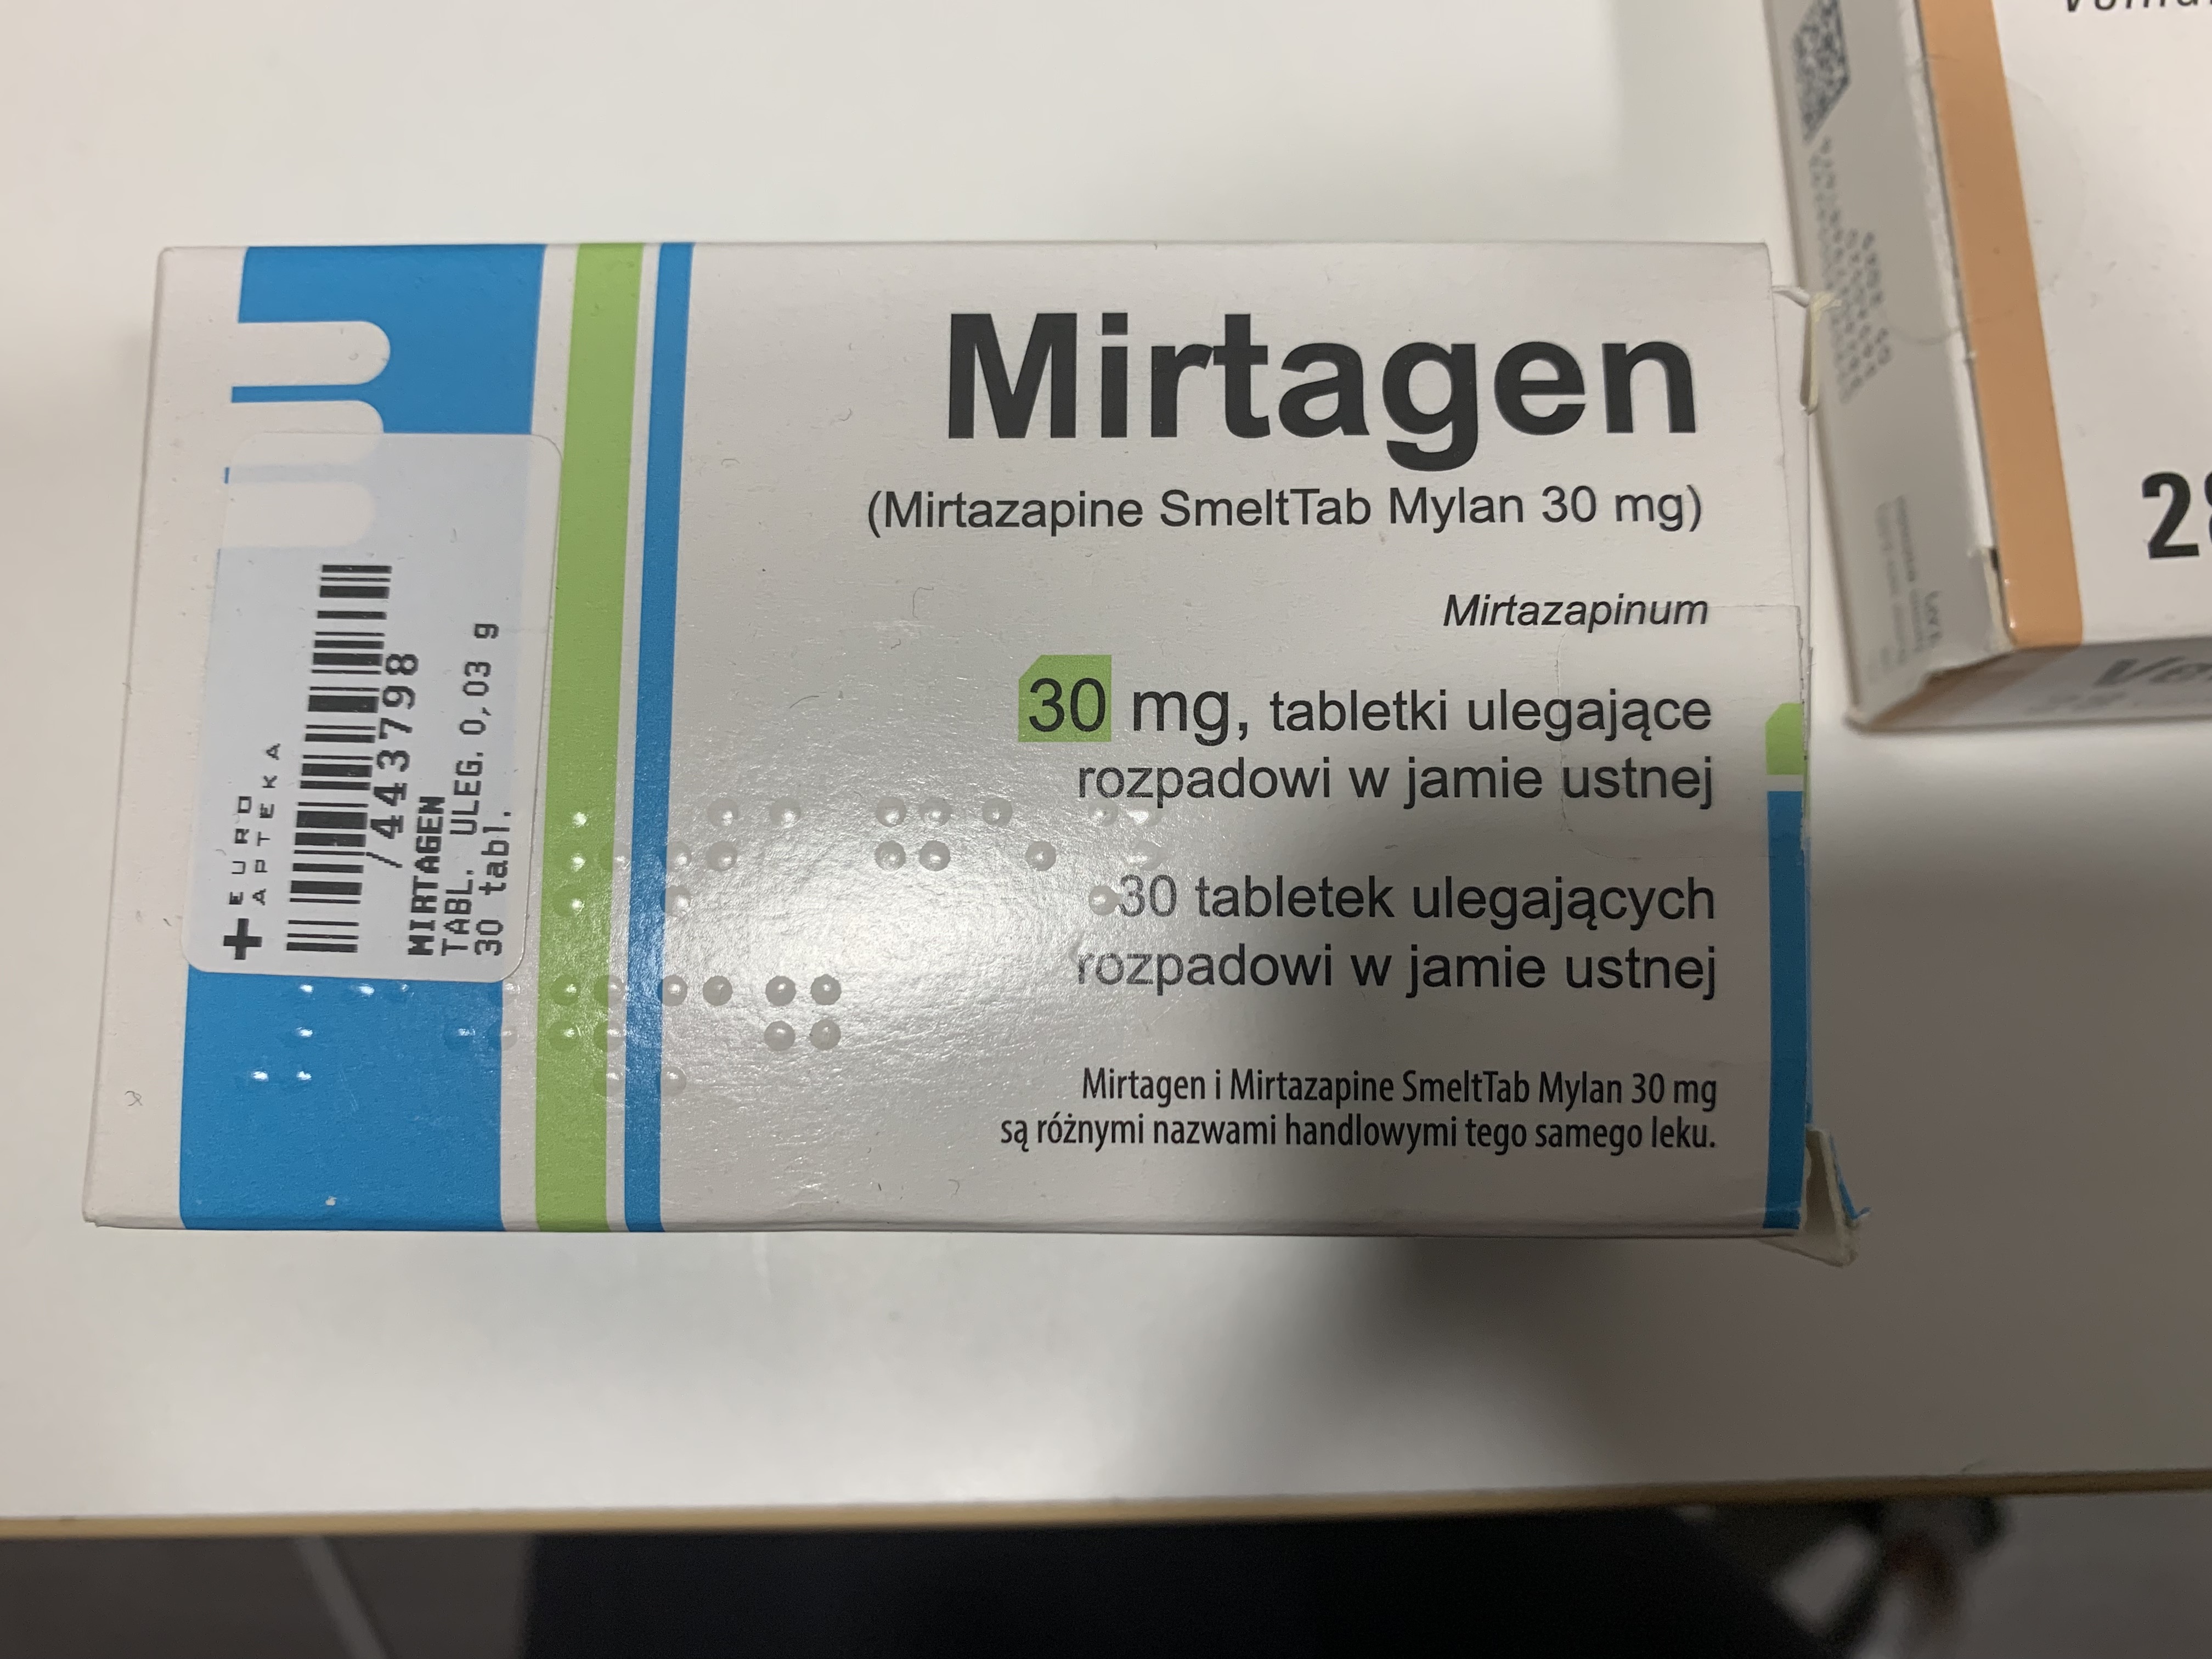 Mirtagen
(Mirtazapine SmeltTab Mylan 30 mg)
Mirtazapinum
30 mg, tabletki ulegające
rozpadowi w jamie ustnej
30 tabletek ulegających
rozpadowi w jamie ustnej
Mirtagen i Mirtazapine SmeltTab Mylan 30 mg
są różnymi nazwami handlowymi tego samego leku.
EURO
APTEKA
/443798
MIRTAGEN
TABL. ULEG. 0,03 g
30 tabl.